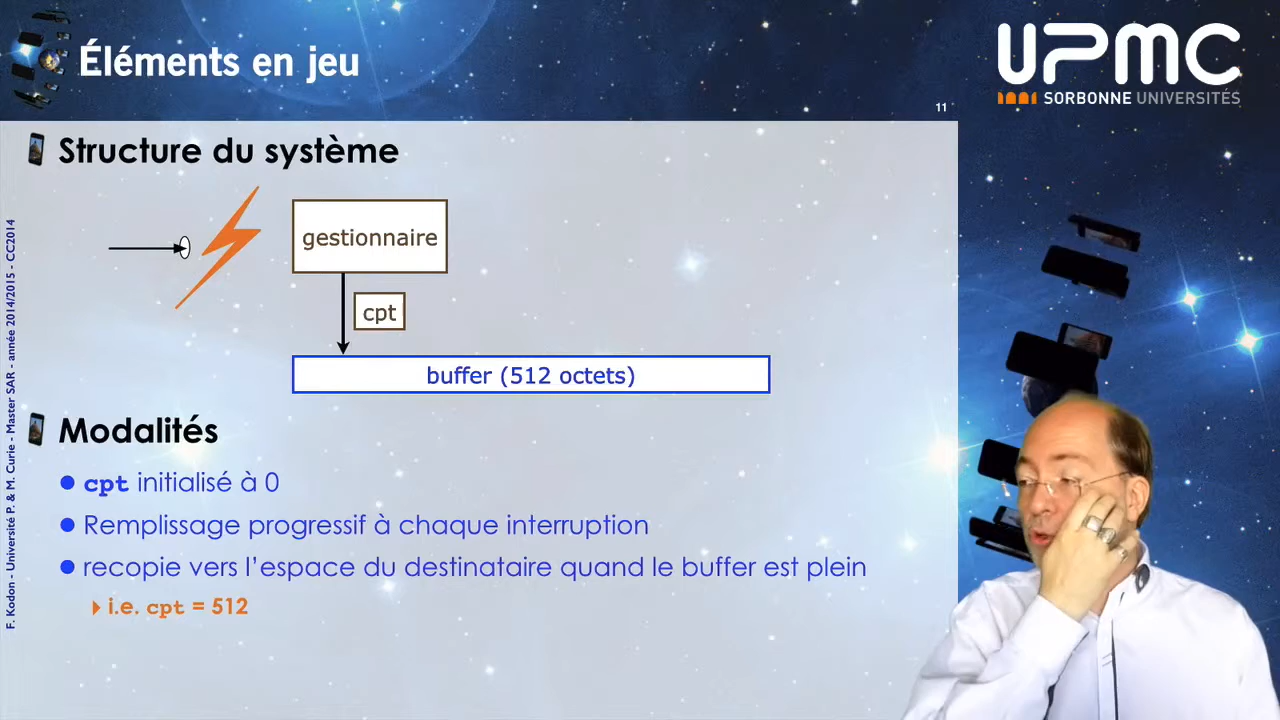 Éléments en jeu
UPMC
SORBONNE UNIVERSITÉS
11
Structure du système
gestionnaire
cpt
buffer (512 octets)
Modalités
cpt initialisé à 0
Remplissage progressif à chaque interruption
recopie vers l'espace du destinataire quand le buffer est plein
i.e. cpt = 512
F. Kodon - Université P. & M. Curie - Master SAR - année 2014/2015 - CC2014